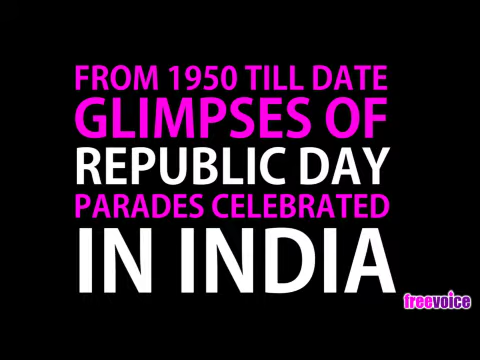 FROM 1950 TILL DATE
GLIMPSES OF
REPUBLIC DAY
PARADES CELEBRATED
IN INDIA
freevoice